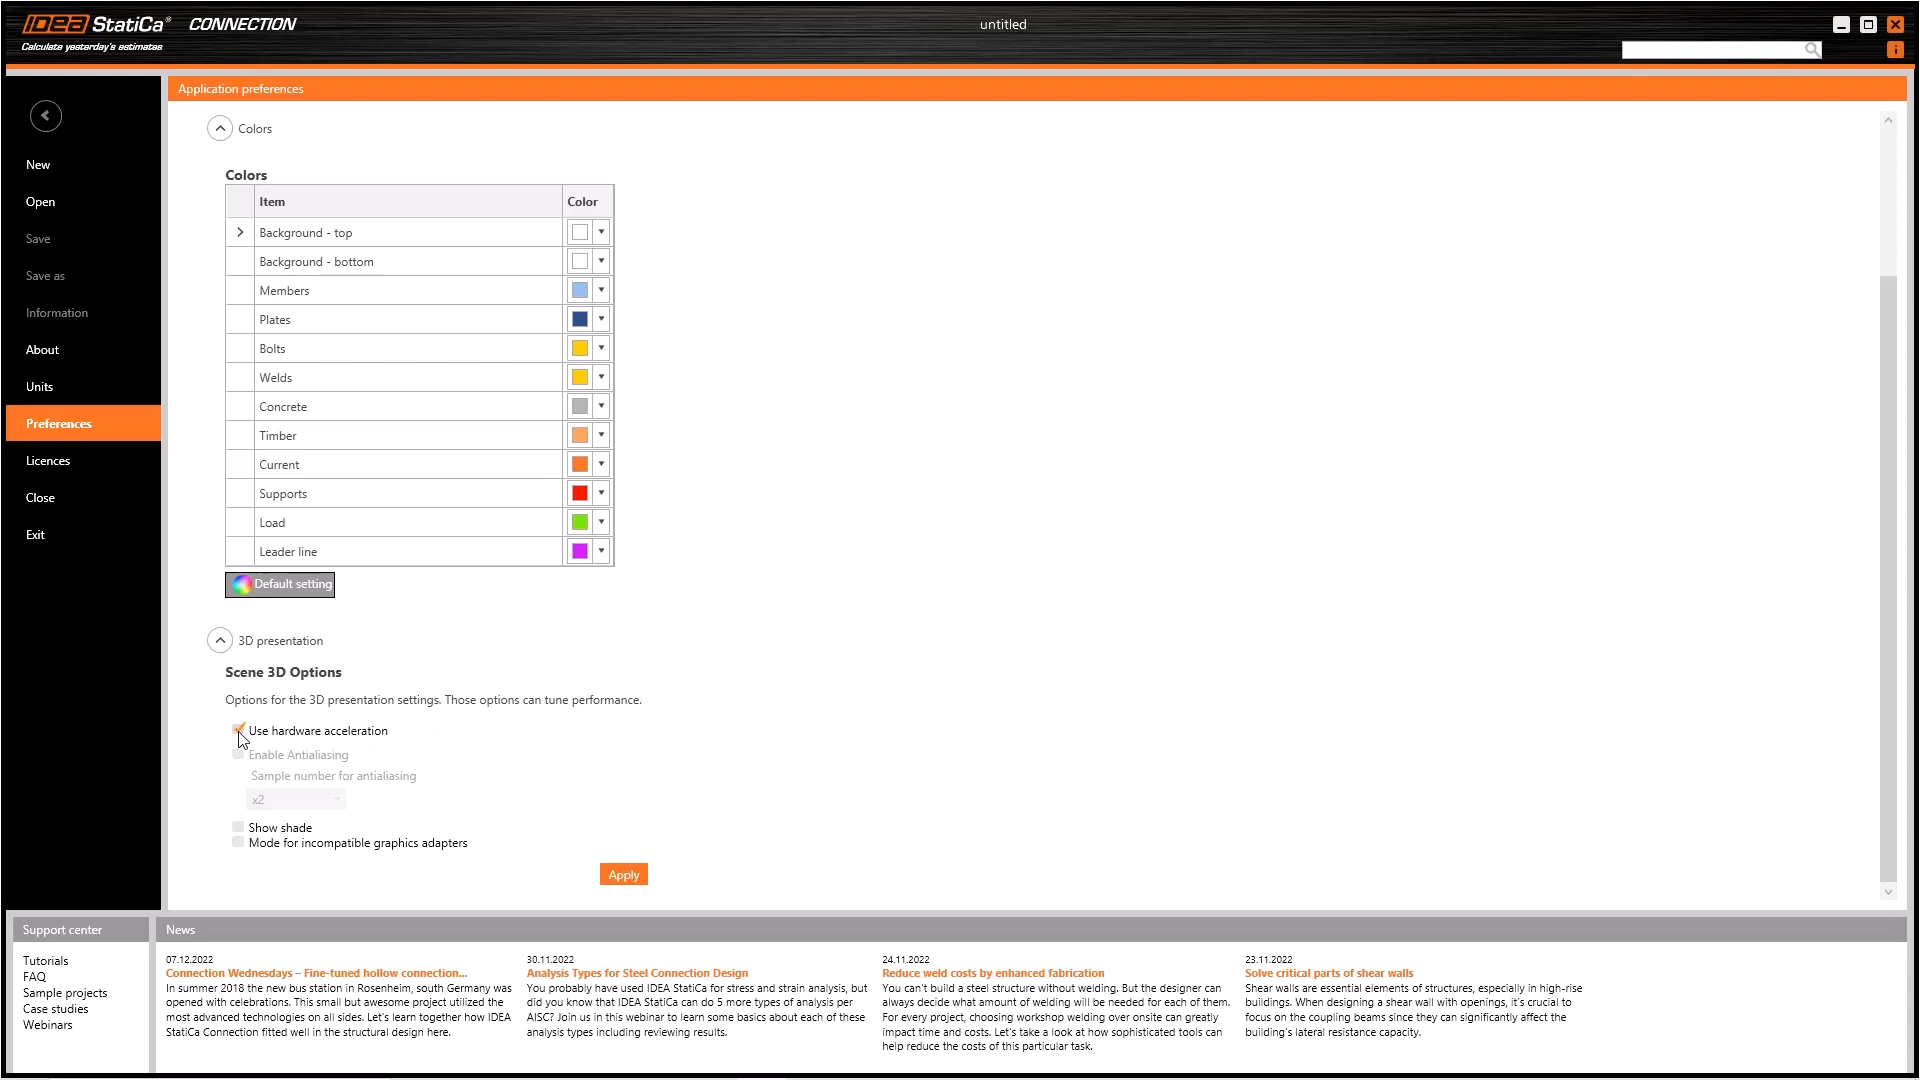 IDEA StatiCa® CONNECTION
Calculate yesterday's estimates
untitled
i
Application preferences
New
Open
Save
Save as
Information
About
Units
Preferences
Licences
Close
Exit
Colors
Colors
Item Color
Background - top
Background - bottom
Members
Plates
Bolts
Welds
Concrete
Timber
Current
Supports
Load
Leader line
Default setting
3D presentation
Scene 3D Options
Options for the 3D presentation settings. Those options can tune performance.
Use hardware acceleration
Enable Antialiasing
Sample number for antialiasing
x2
Show shade
Mode for incompatible graphics adapters
Apply
Support center
Tutorials
FAQ
Sample projects
Case studies
Webinars
News
07.12.2022
Connection Wednesdays – Fine-tuned hollow connection...
In summer 2018 the new bus station in Rosenheim, south Germany was
opened with celebrations. This small but awesome project utilized the
most advanced technologies on all sides. Let's learn together how IDEA
StatiCa Connection fitted well in the structural design here.
30.11.2022
Analysis Types for Steel Connection Design
You probably have used IDEA StatiCa for stress and strain analysis, but
did you know that IDEA StatiCa can do 5 more types of analysis per
AISC? Join us in this webinar to learn some basics about each of these
analysis types including reviewing results.
24.11.2022
Reduce weld costs by enhanced fabrication
You can't build a steel structure without welding. But the designer can
always decide what amount of welding will be needed for each of them.
For every project, choosing workshop welding over onsite can greatly
impact time and costs. Let's take a look at how sophisticated tools can
help reduce the costs of this particular task.
23.11.2022
Solve critical parts of shear walls
Shear walls are essential elements of structures, especially in high-rise
buildings. When designing a shear wall with openings, it's crucial to
focus on the coupling beams since they can significantly affect the
building's lateral resistance capacity.